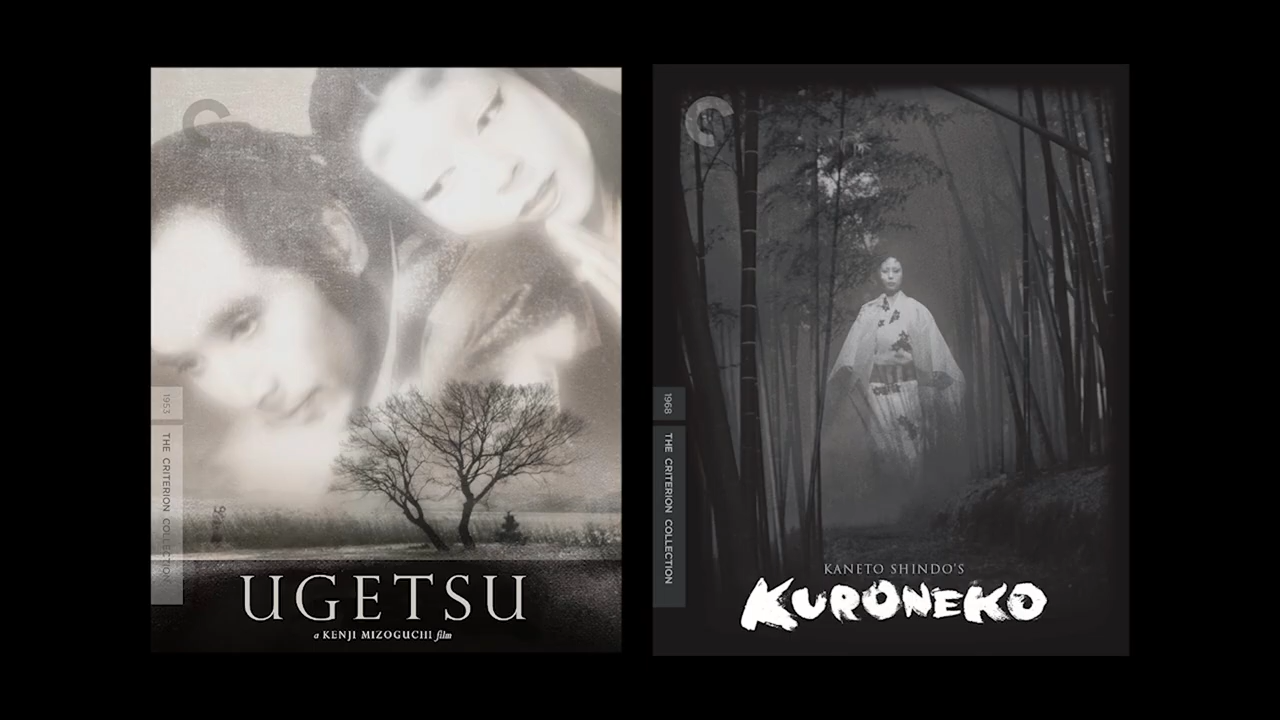 1953
THE CRITERION COLLECTION
UGETSU
a KENJI MIZOGUCHI film
1968
THE CRITERION COLLECTION
KANETO SHINDO'S
KURONEKO